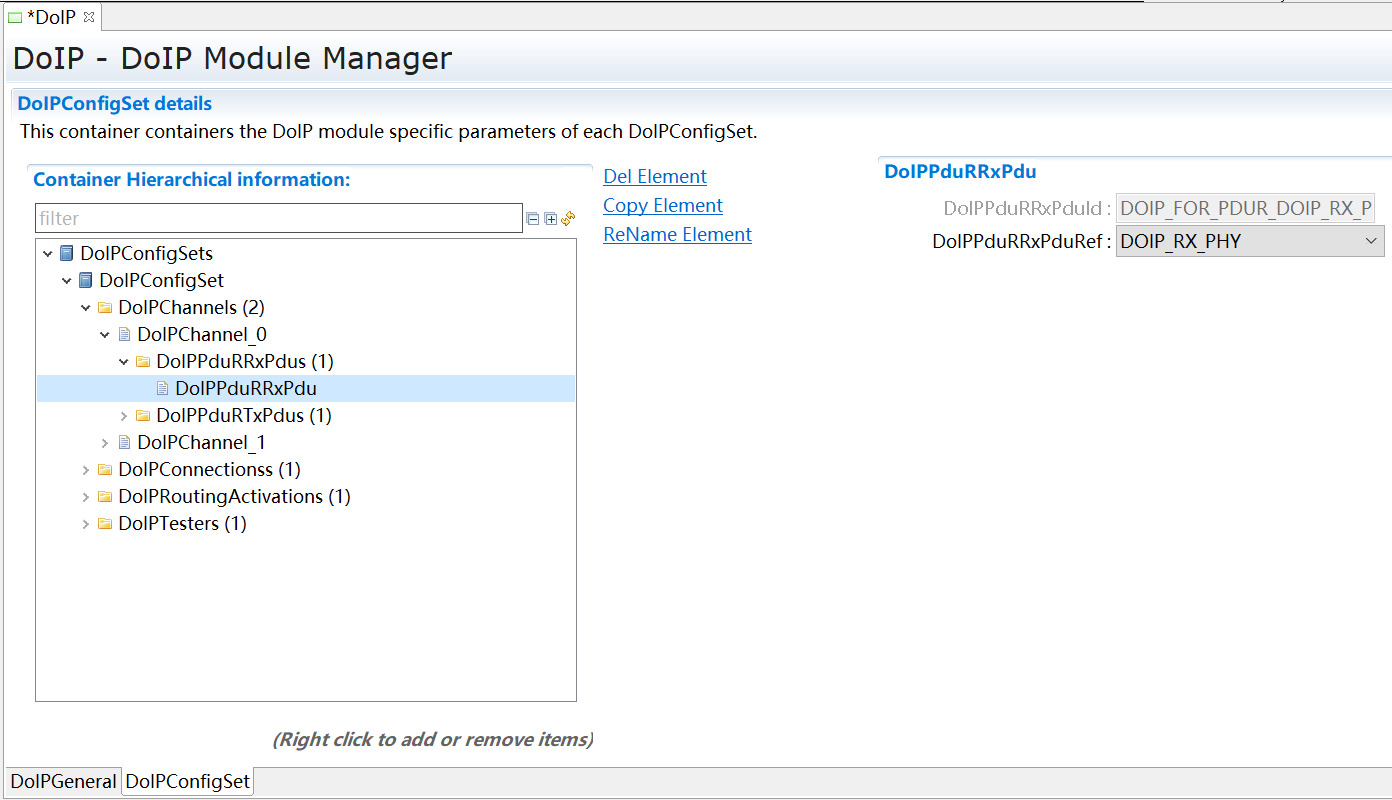 *DoIP
DoIP - DoIP Module Manager
DoIPConfigSet details
This container containers the DoIP module specific parameters of each DoIPConfigSet.
Container Hierarchical information:
filter
DoIPConfigSets
DoIPConfigSet
DoIPChannels (2)
DoIPChannel_0
DoIPPduRRxPdus (1)
DoIPPduRRxPdu
DoIPPduRTxPdus (1)
DoIPChannel_1
DoIPConnectionss (1)
DoIPRoutingActivations (1)
DoIPTesters (1)
(Right click to add or remove items)
Del Element
Copy Element
ReName Element
DoIPPduRRxPdu
DoIPPduRRxPduId : DOIP_FOR_PDUR_DOIP_RX_P
DoIPPduRRxPduRef : DOIP_RX_PHY
DoIPGeneral DoIPConfigSet